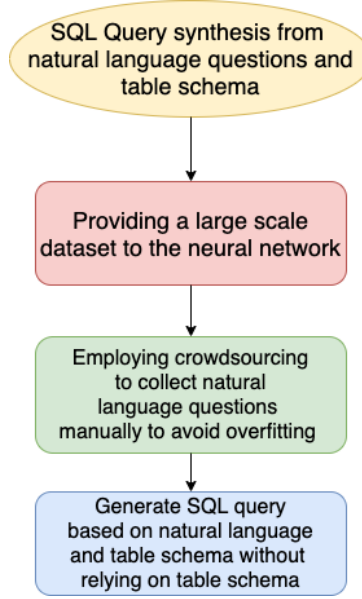 SQL Query synthesis from
natural language questions and
table schema
Providing a large scale
dataset to the neural network
Employing crowdsourcing
to collect natural
language questions
manually to avoid overfitting
Generate SQL query
based on natural language
and table schema without
relying on table schema